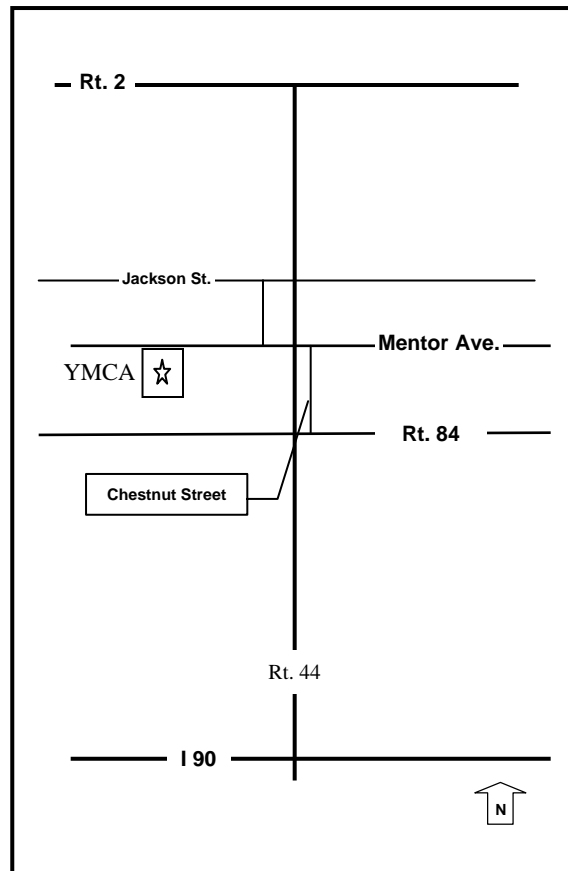 Rt. 2
Jackson St.
Mentor Ave.
YMCA
Rt. 84
Chestnut Street
Rt. 44
I 90
N